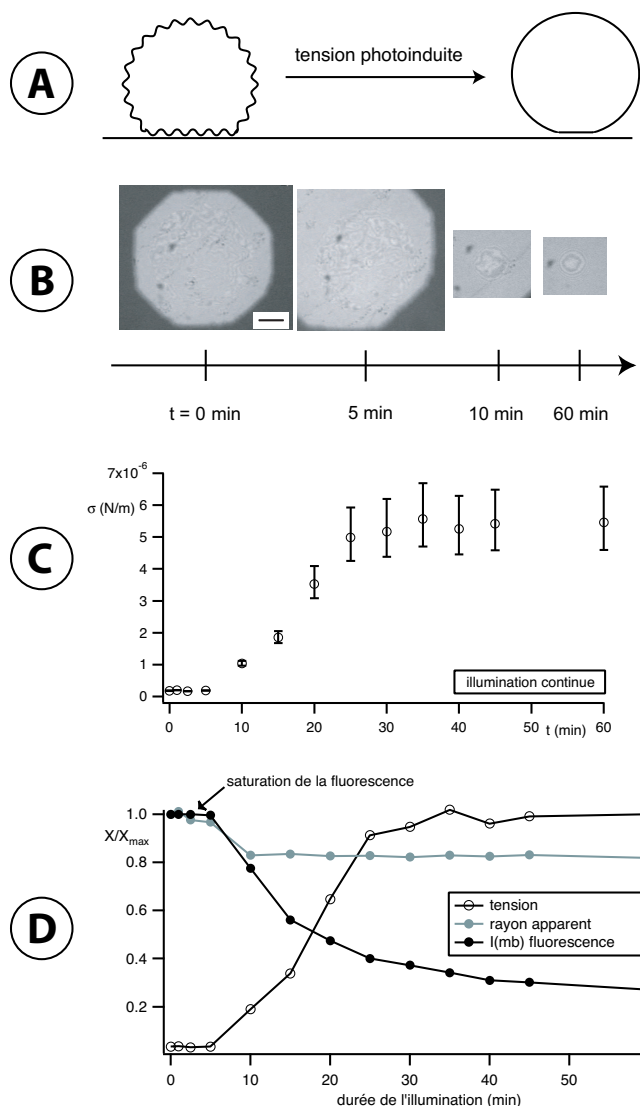 A
tension photoinduite
B
t = 0 min
5 min
10 min
60 min
C
7x10-6
σ (N/m)
6
5
4
3
2
1
0
illumination continue
0
10
20
30
40
50
t (min)
60
D
saturation de la fluorescence
1.0
X/Xmax
0.8
0.6
0.4
0.2
tension
rayon apparent
I(mb) fluorescence
0
10
20
30
40
50
durée de l'illumination (min)